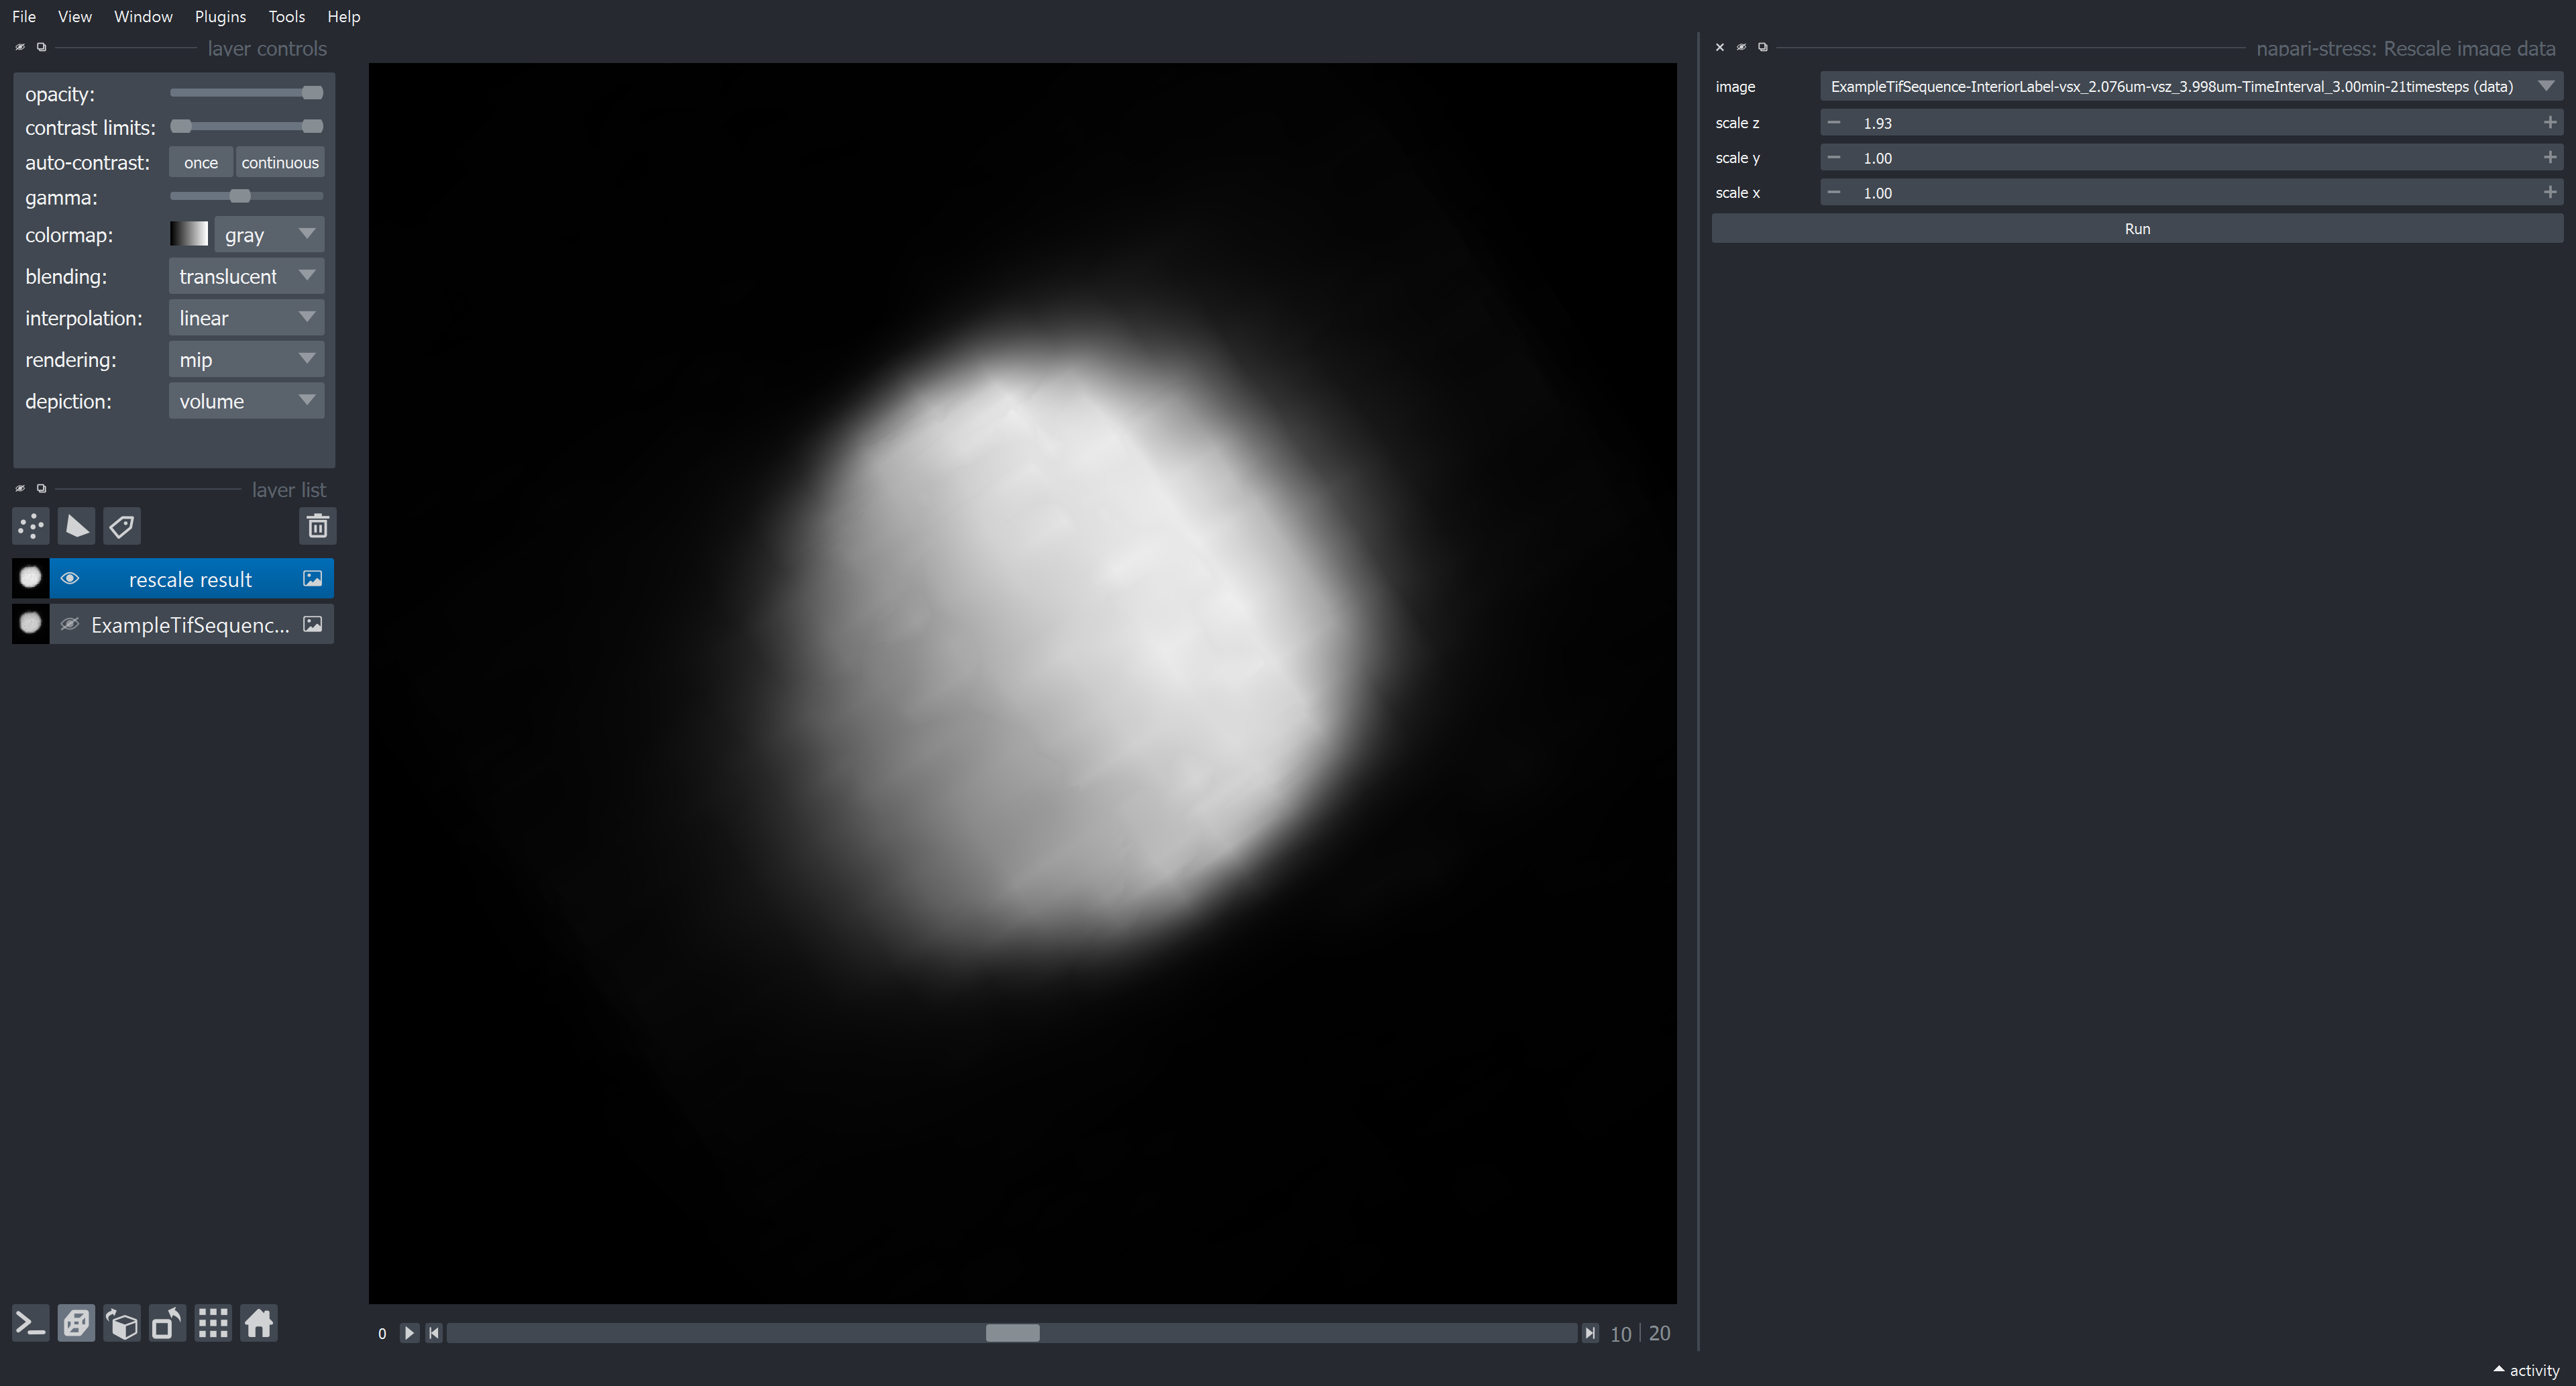 File View Window Plugins Tools Help
layer controls
opacity:
contrast limits:
auto-contrast: once continuous
gamma:
colormap: gray
blending: translucent
interpolation: linear
rendering: mip
depiction: volume
layer list
rescale result
ExampleTifSequenc...
0
10 20
napari-stress: Rescale image data
image ExampleTifSequence-InteriorLabel-vsx_2.076um-vsz_3.998um-TimeInterval_3.00min-21timesteps (data)
scale z 1.93
scale y 1.00
scale x 1.00
Run
activity